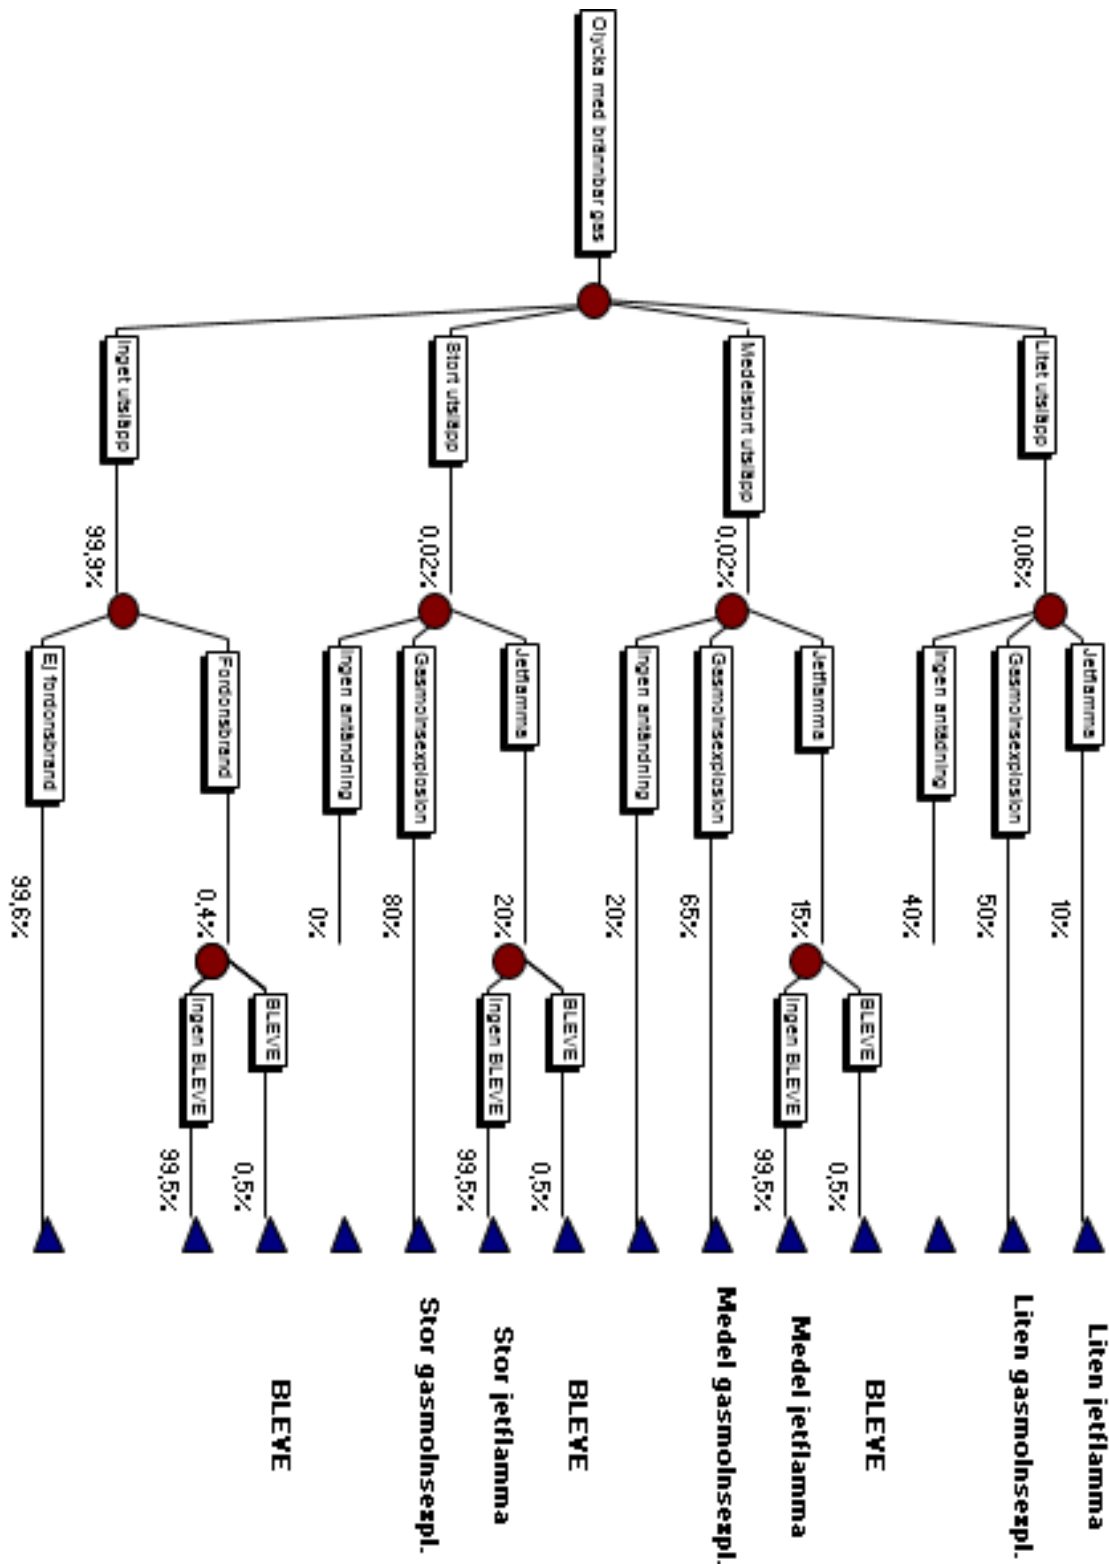 Olycka med brännbar gas
Litet utsläpp
0,06%
Jetflamma
10%
Liten jetflamma
Gasmolnsexplosion
50%
Liten gasmolnsexpl.
Ingen antädning
40%
Medelstort utsläpp
0,02%
Jetflamma
15%
BLEVE
0,5%
BLEVE
Ingen BLEVE
99,5%
Medel jetflamma
Gasmolnsexplosion
65%
Medel gasmolnsexpl.
Ingen antändning
20%
Stort utsläpp
0,02%
Jetflamma
20%
BLEVE
0,5%
BLEVE
Ingen BLEVE
99,5%
Stor jetflamma
Gasmolnsexplosion
80%
Stor gasmolnsexpl.
Ingen antändning
0%
Inget utsläpp
99,9%
Fordonsbrand
0,4%
BLEVE
0,5%
BLEVE
Ingen BLEVE
99,5%
Ej fordonsbrand
99,6%